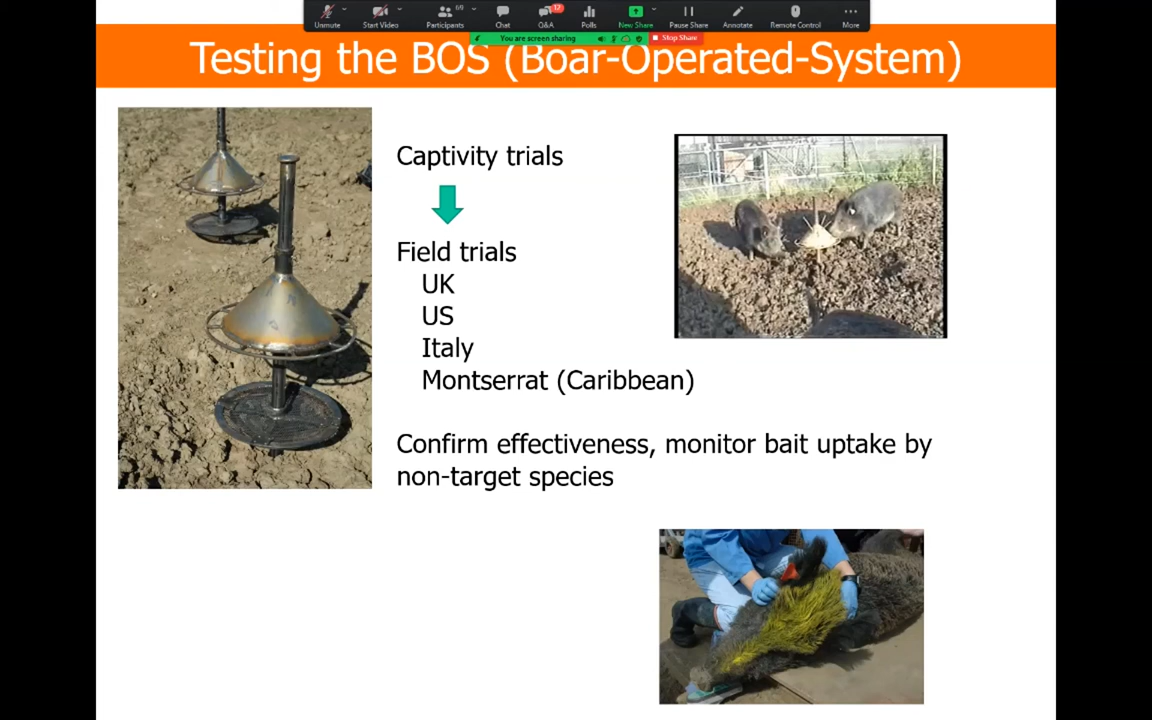 69
12
Unmute
Start Video
Participants
Chat
Q&A
Polls
New Share
Pause Share
Annotate
Remote Control
More
You are screen sharing
Stop Share
Testing the BOS (Boar-Operated-System)
Captivity trials
Field trials
UK
US
Italy
Montserrat (Caribbean)
Confirm effectiveness, monitor bait uptake by
non-target species